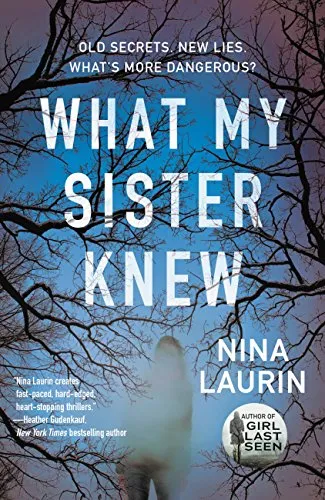 OLD SECRETS. NEW LIES.
WHAT'S MORE DANGEROUS?
WHAT MY
SISTER
KNEW
NINA
LAURIN
"Nina Laurin creates
fast-paced, hard-edged,
heart-stopping thrillers."
—Heather Gudenkauf,
New York Times bestselling author
AUTHOR OF
GIRL
LAST
SEEN